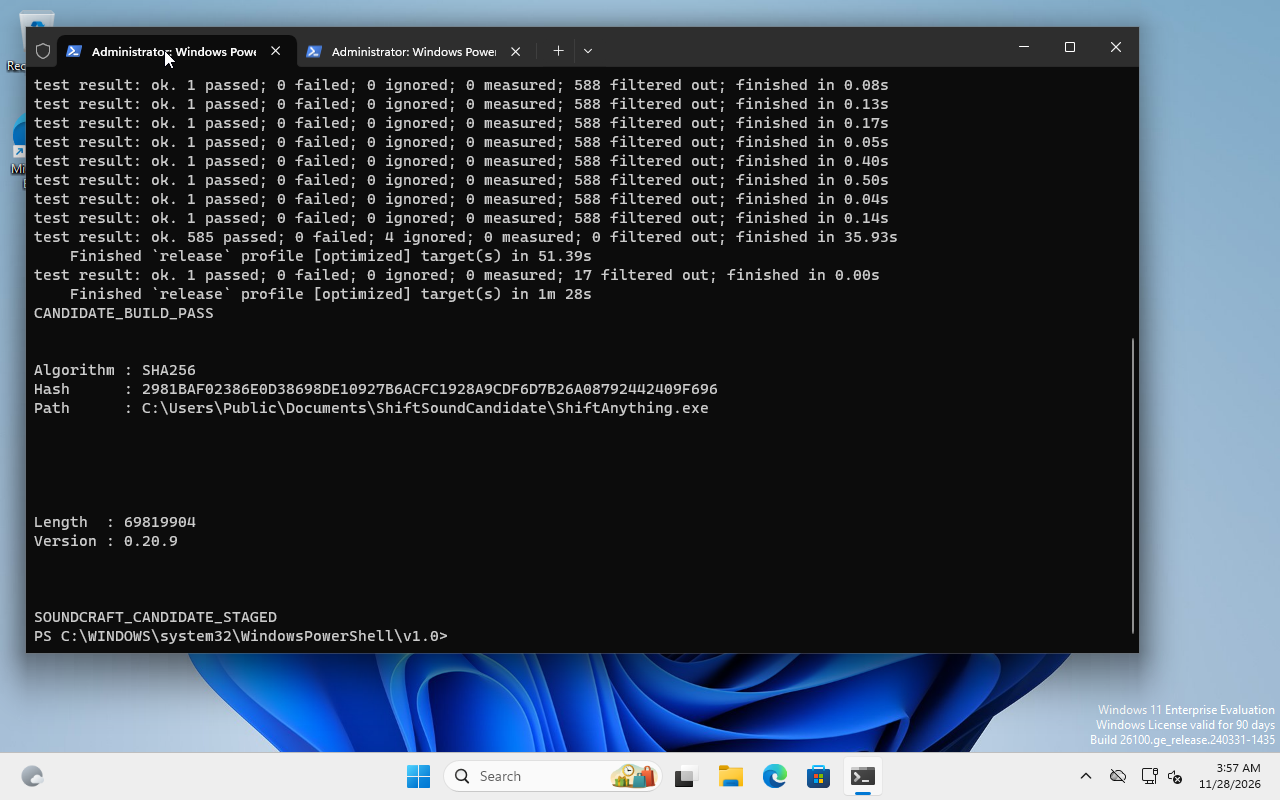 Administrator: Windows Powe
Administrator: Windows Power
test result: ok. 1 passed; 0 failed; 0 ignored; 0 measured; 588 filtered out; finished in 0.08s
test result: ok. 1 passed; 0 failed; 0 ignored; 0 measured; 588 filtered out; finished in 0.13s
test result: ok. 1 passed; 0 failed; 0 ignored; 0 measured; 588 filtered out; finished in 0.17s
test result: ok. 1 passed; 0 failed; 0 ignored; 0 measured; 588 filtered out; finished in 0.05s
test result: ok. 1 passed; 0 failed; 0 ignored; 0 measured; 588 filtered out; finished in 0.40s
test result: ok. 1 passed; 0 failed; 0 ignored; 0 measured; 588 filtered out; finished in 0.50s
test result: ok. 1 passed; 0 failed; 0 ignored; 0 measured; 588 filtered out; finished in 0.04s
test result: ok. 1 passed; 0 failed; 0 ignored; 0 measured; 588 filtered out; finished in 0.14s
test result: ok. 585 passed; 0 failed; 4 ignored; 0 measured; 0 filtered out; finished in 35.93s
    Finished `release` profile [optimized] target(s) in 51.39s
test result: ok. 1 passed; 0 failed; 0 ignored; 0 measured; 17 filtered out; finished in 0.00s
    Finished `release` profile [optimized] target(s) in 1m 28s
CANDIDATE_BUILD_PASS
Algorithm : SHA256
Hash      : 2981BAF02386E0D38698DE10927B6ACFC1928A9CDF6D7B26A08792442409F696
Path      : C:\Users\Public\Documents\ShiftSoundCandidate\ShiftAnything.exe
Length  : 69819904
Version : 0.20.9
SOUNDCRAFT_CANDIDATE_STAGED
PS C:\WINDOWS\system32\WindowsPowerShell\v1.0>
Windows 11 Enterprise Evaluation
Windows License valid for 90 days
Build 26100.ge_release.240331-1435
Search
3:57 AM
11/28/2026